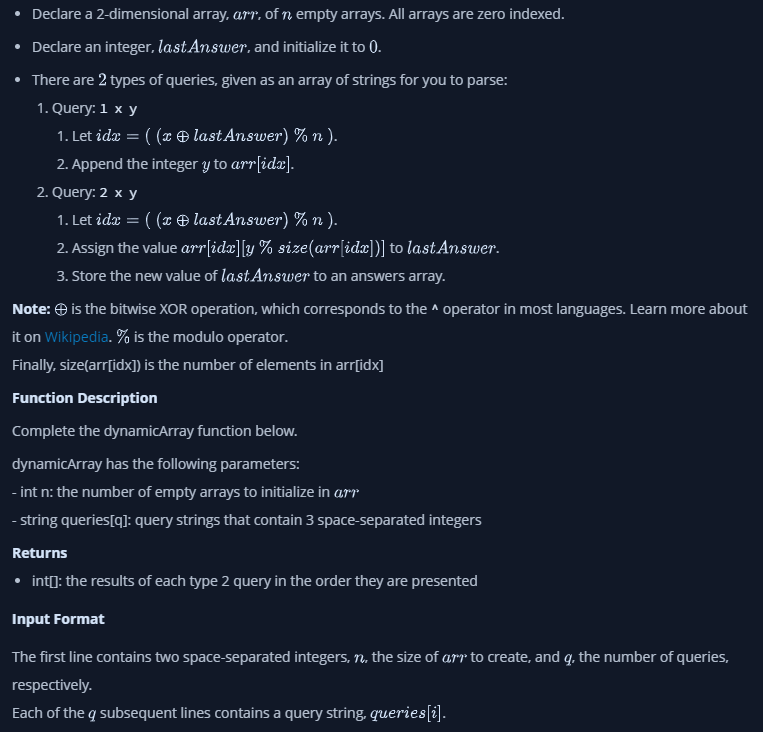 • Declare a 2-dimensional array, arr, of n empty arrays. All arrays are zero indexed.
• Declare an integer, lastAnswer, and initialize it to 0.
• There are 2 types of queries, given as an array of strings for you to parse:
1. Query: 1 x y
1. Let idx = ( (x ⊕ lastAnswer) % n ).
2. Append the integer y to arr[idx].
2. Query: 2 x y
1. Let idx = ( (x ⊕ lastAnswer) % n ).
2. Assign the value arr[idx][y % size(arr[idx])] to lastAnswer.
3. Store the new value of lastAnswer to an answers array.
Note: ⊕ is the bitwise XOR operation, which corresponds to the ^ operator in most languages. Learn more about
it on Wikipedia. % is the modulo operator.
Finally, size(arr[idx]) is the number of elements in arr[idx]
Function Description
Complete the dynamicArray function below.
dynamicArray has the following parameters:
- int n: the number of empty arrays to initialize in arr
- string queries[q]: query strings that contain 3 space-separated integers
Returns
• int[]: the results of each type 2 query in the order they are presented
Input Format
The first line contains two space-separated integers, n, the size of arr to create, and q, the number of queries,
respectively.
Each of the q subsequent lines contains a query string, queries[i].